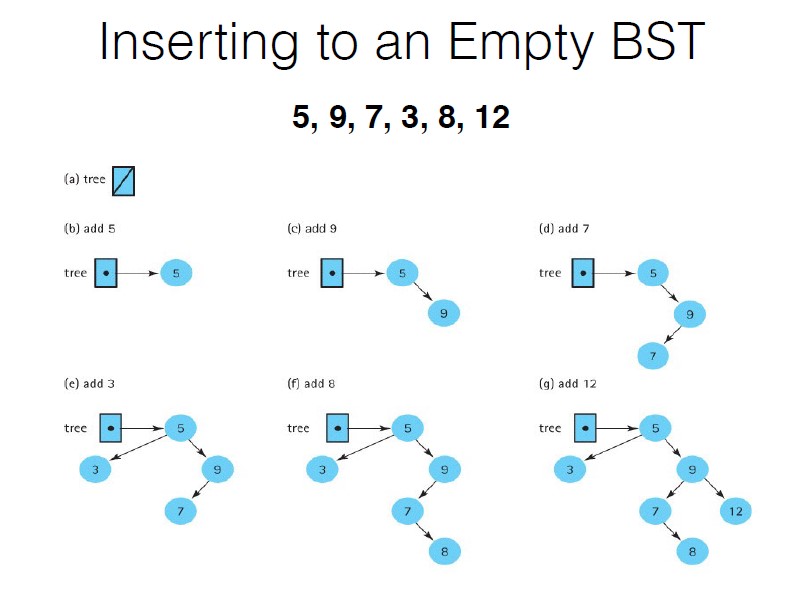 Inserting to an Empty BST
5, 9, 7, 3, 8, 12
(a) tree
(b) add 5
tree
5
(c) add 9
tree
5
9
(d) add 7
tree
5
9
7
(e) add 3
tree
5
3
9
7
(f) add 8
tree
5
3
9
7
8
(g) add 12
tree
5
3
9
7
12
8